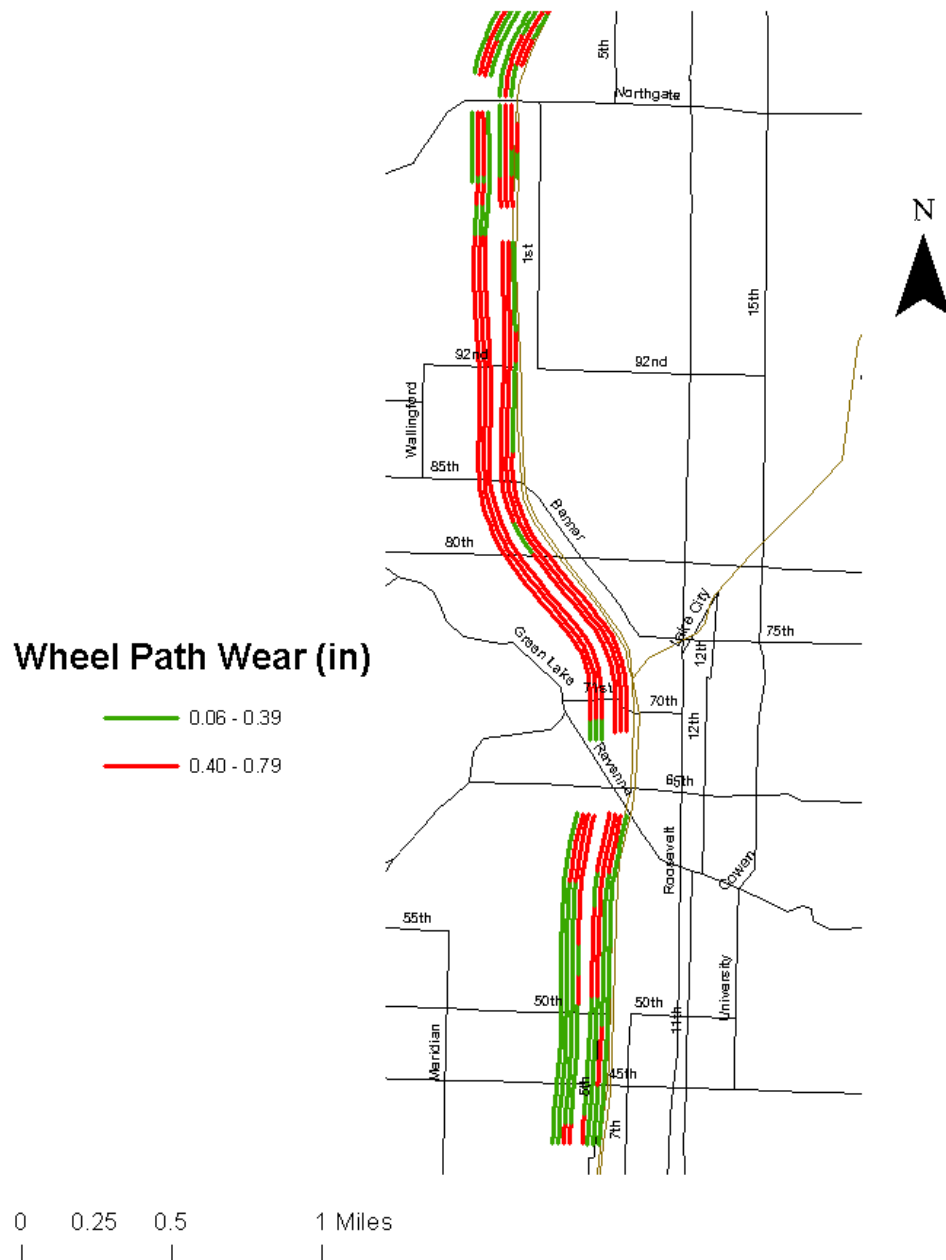 5th
Northgate
N
1st
15th
92nd
92nd
Wallingford
85th
Banner
80th
Lake City
75th
12th
Green Lake
Wheel Path Wear (in)
71st
70th
12th
0.06 - 0.39
Ravenna
0.40 - 0.79
65th
Roosevelt
Cowen
55th
University
50th
50th
11th
Meridian
5th
45th
7th
0 0.25 0.5 1 Miles